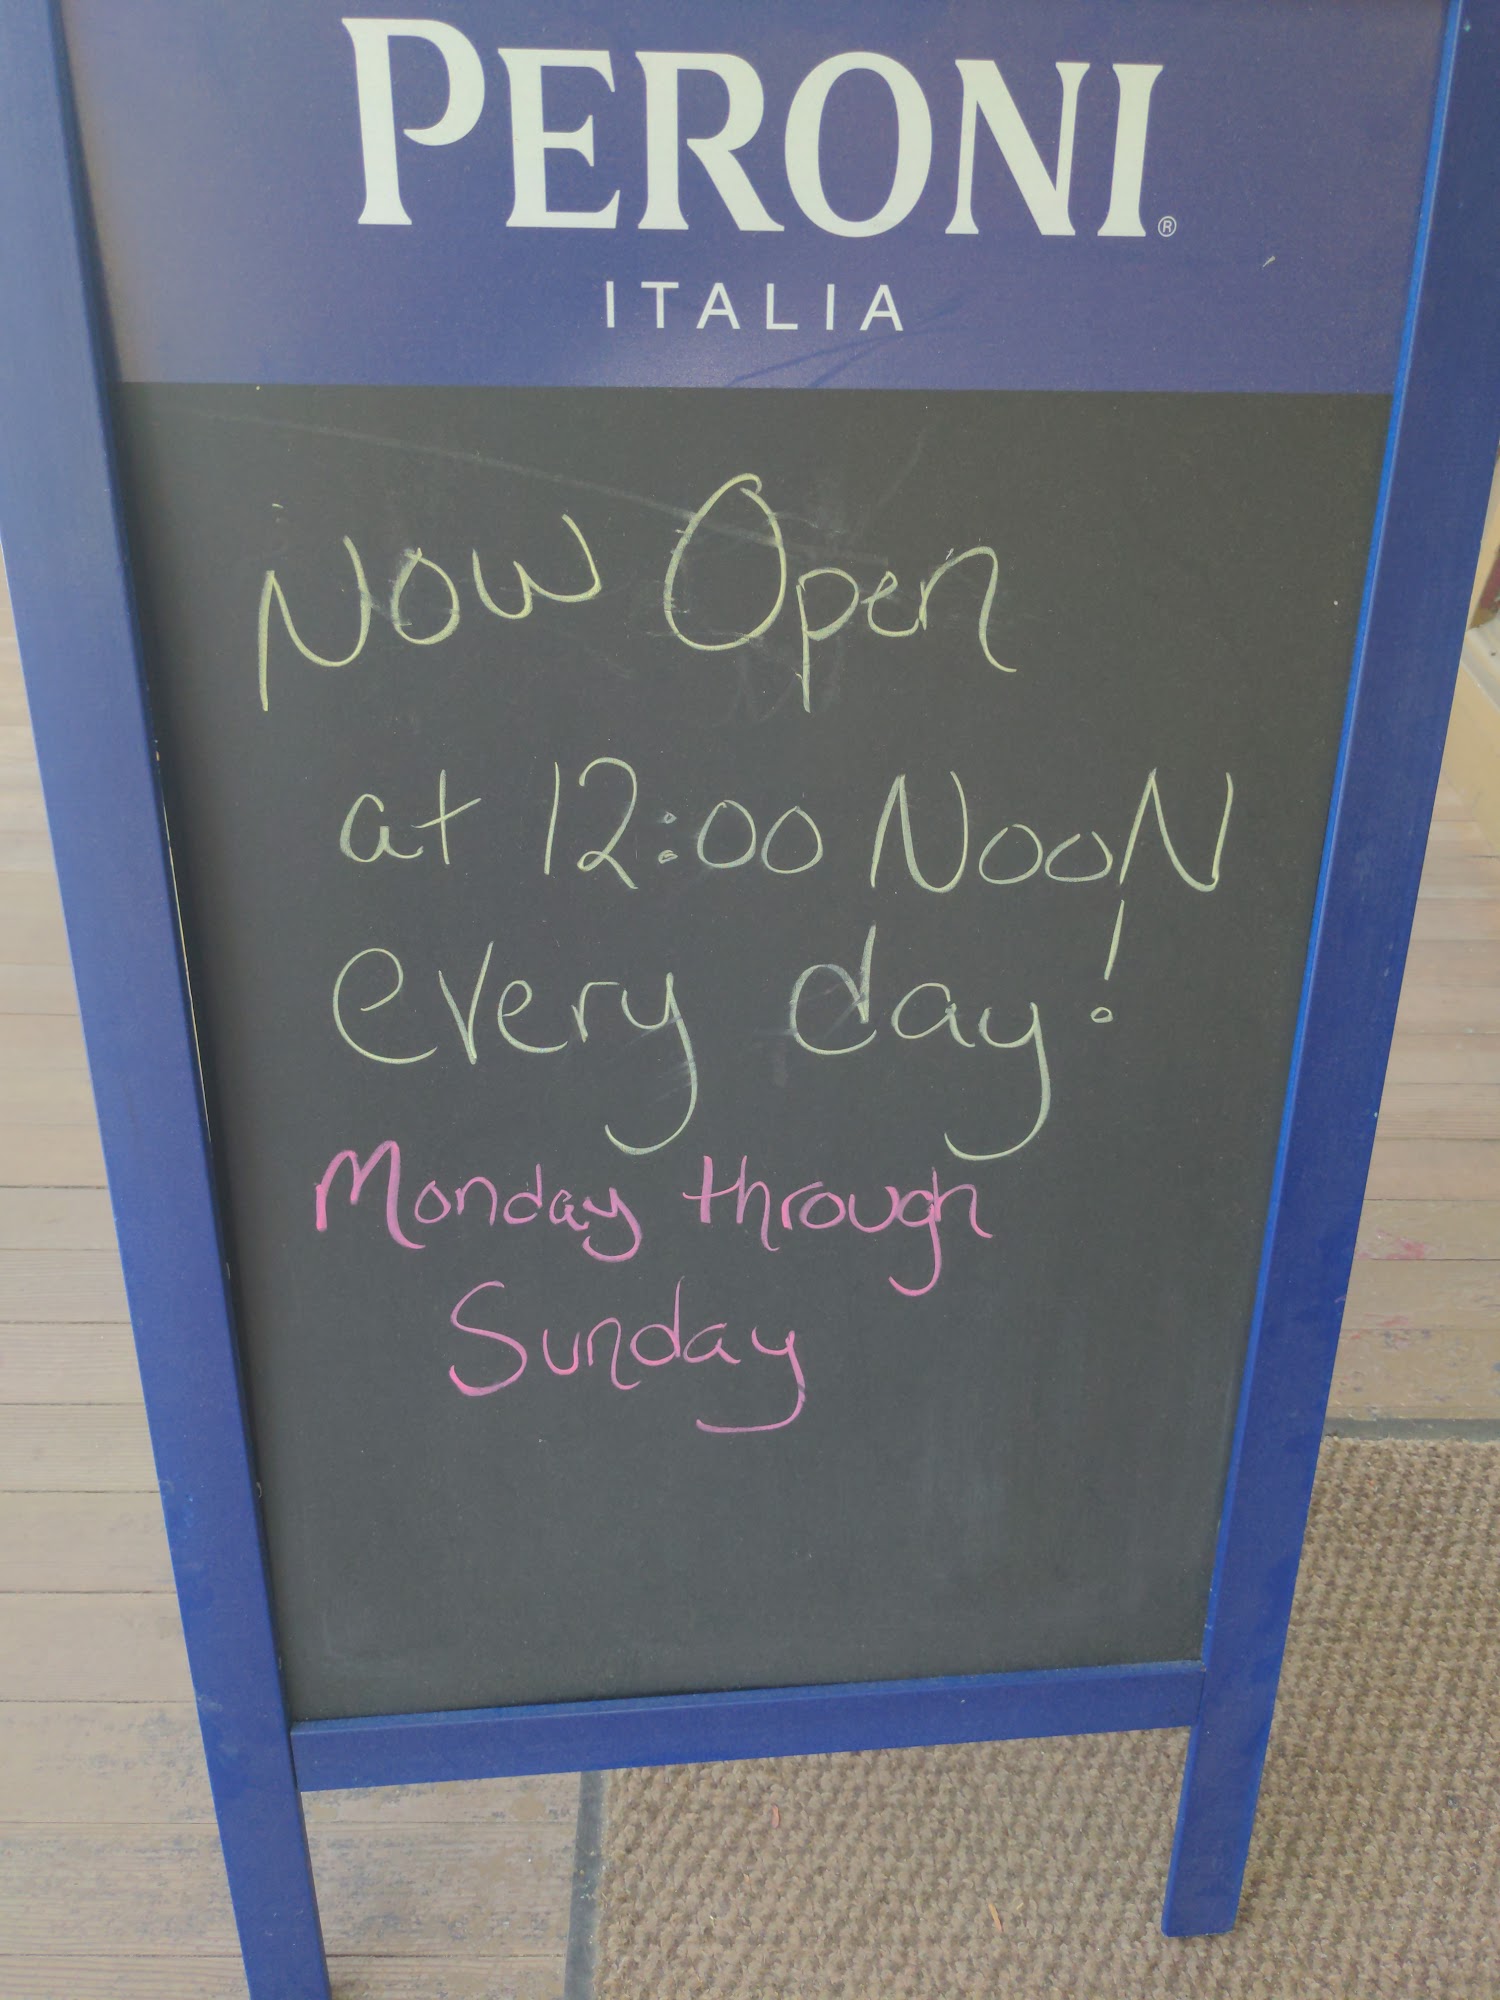 PERONI®
ITALIA
Now Open
at 12:00 NooN
every day!
Monday through
Sunday